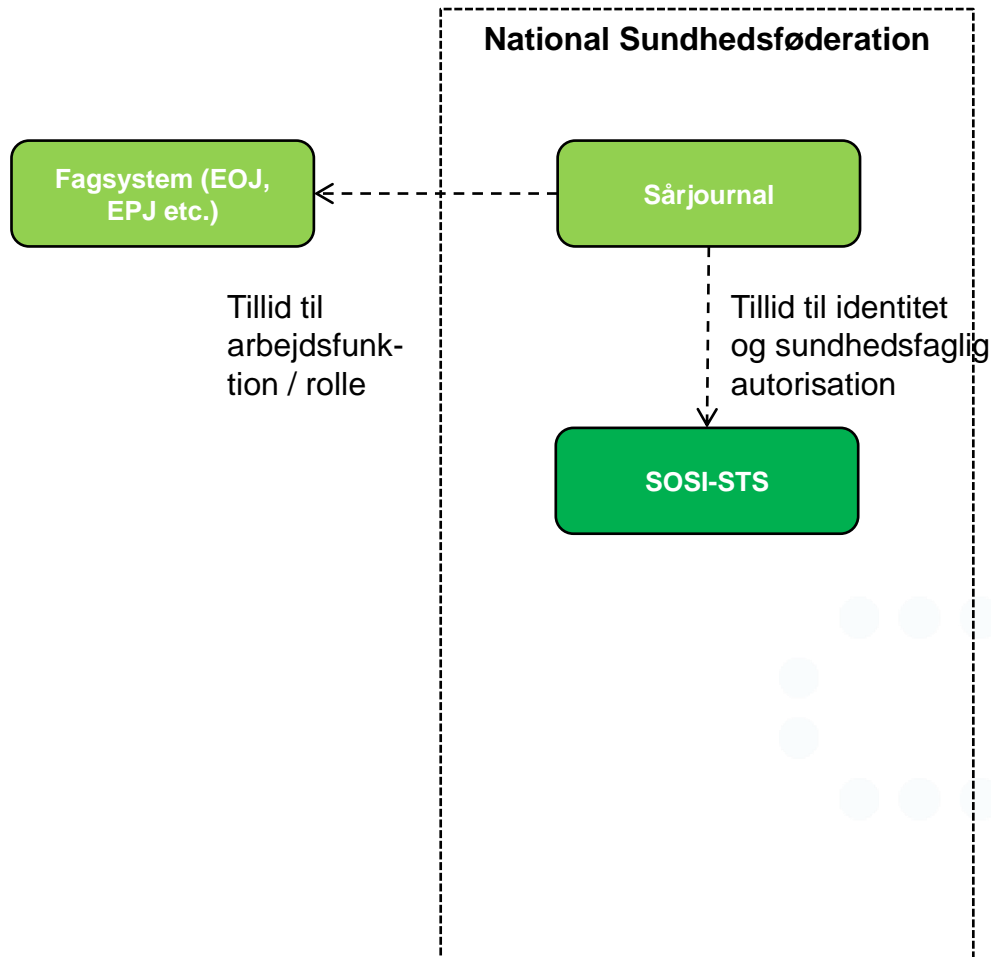 National Sundhedsføderation
Fagsystem (EOJ,
EPJ etc.)
Sårjournal
Tillid til
arbejdsfunk-
tion / rolle
Tillid til identitet
og sundhedsfaglig
autorisation
SOSI-STS